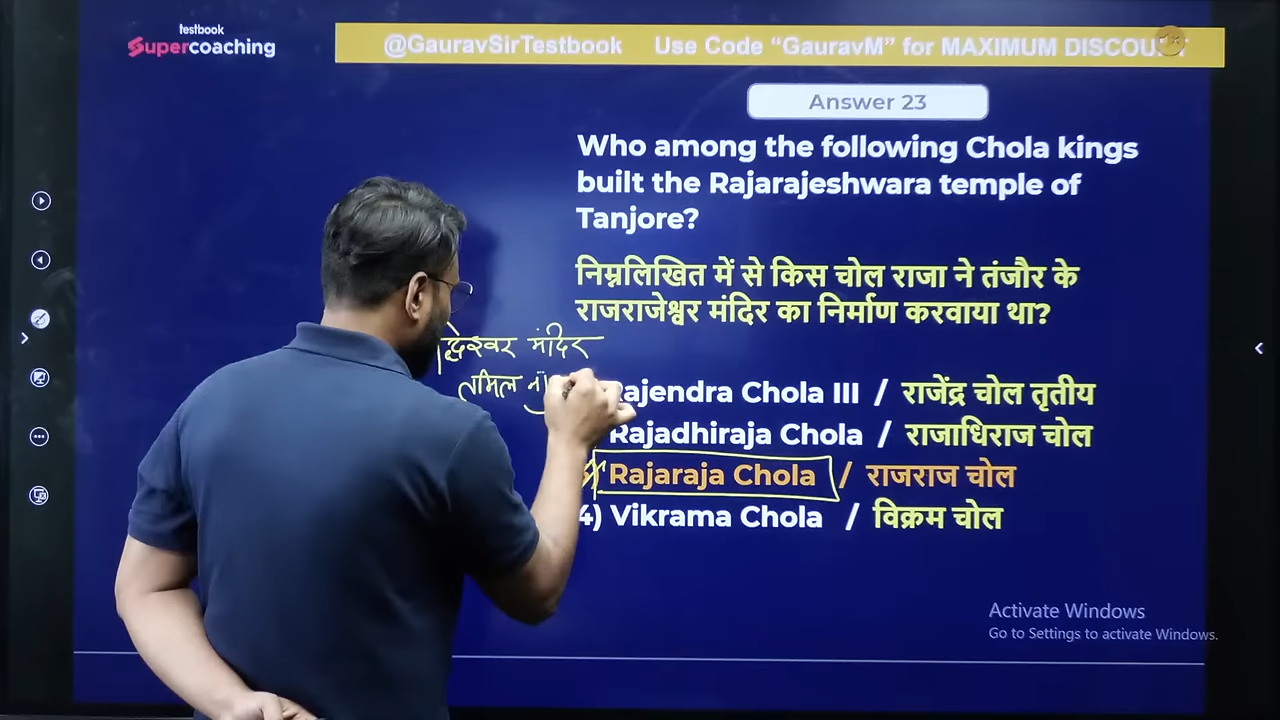 testbook
Supercoaching
@GauravSirTestbook Use Code “GauravM” for MAXIMUM DISCOUNT
Answer 23
Who among the following Chola kings
built the Rajarajeshwara temple of
Tanjore?
निम्नलिखित में से किस चोल राजा ने तंजौर के
राजराजेश्वर मंदिर का निर्माण करवाया था?
मंदिर
तमिल
Rajendra Chola III / राजेंद्र चोल तृतीय
Rajadhiraja Chola / राजाधिराज चोल
Rajaraja Chola / राजराज चोल
4) Vikrama Chola / विक्रम चोल
Activate Windows
Go to Settings to activate Windows.